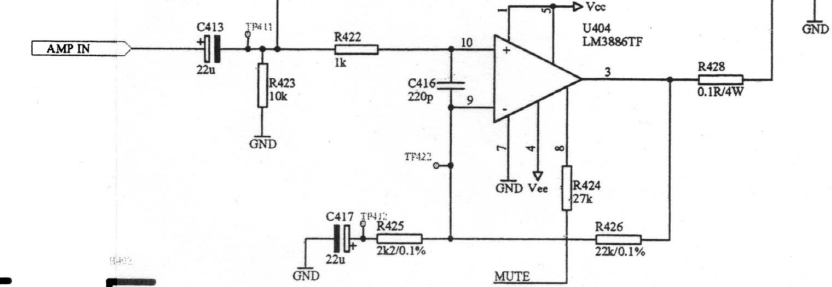 Vcc
1
5
GND
C413
TP411
U404
LM3886TF
AMP IN
+
R422
10
+
22u
1k
R423
10k
3
R428
0.1R/4W
C416
220p
9
-
GND
TP422
7
4
8
GND
Vee
R424
27k
C417
TP412
R425
R426
+
22u
2k2/0.1%
22k/0.1%
GND
MUTE